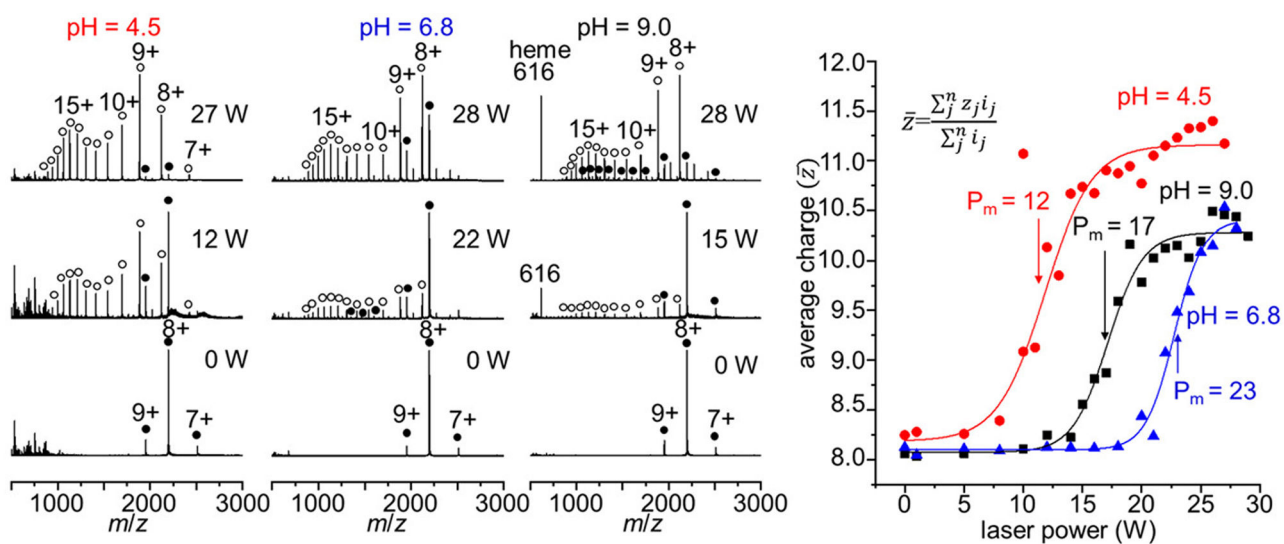 pH = 4.5
9+
8+
15+
10+
7+
27 W
12 W
8+
0 W
9+
7+
1000
2000
3000
m/z
pH = 6.8
8+
9+
15+
10+
28 W
22 W
8+
0 W
9+
7+
1000
2000
3000
m/z
pH = 9.0
heme
616
8+
9+
15+
10+
28 W
15 W
616
8+
0 W
9+
7+
1000
2000
3000
m/z
average charge (z̄)
12.0
11.5
11.0
10.5
10.0
9.5
9.0
8.5
8.0
z̄=∑ⱼⁿ zⱼiⱼ / ∑ⱼⁿ iⱼ
pH = 4.5
Pm = 12
pH = 9.0
Pm = 17
pH = 6.8
Pm = 23
0
5
10
15
20
25
30
laser power (W)